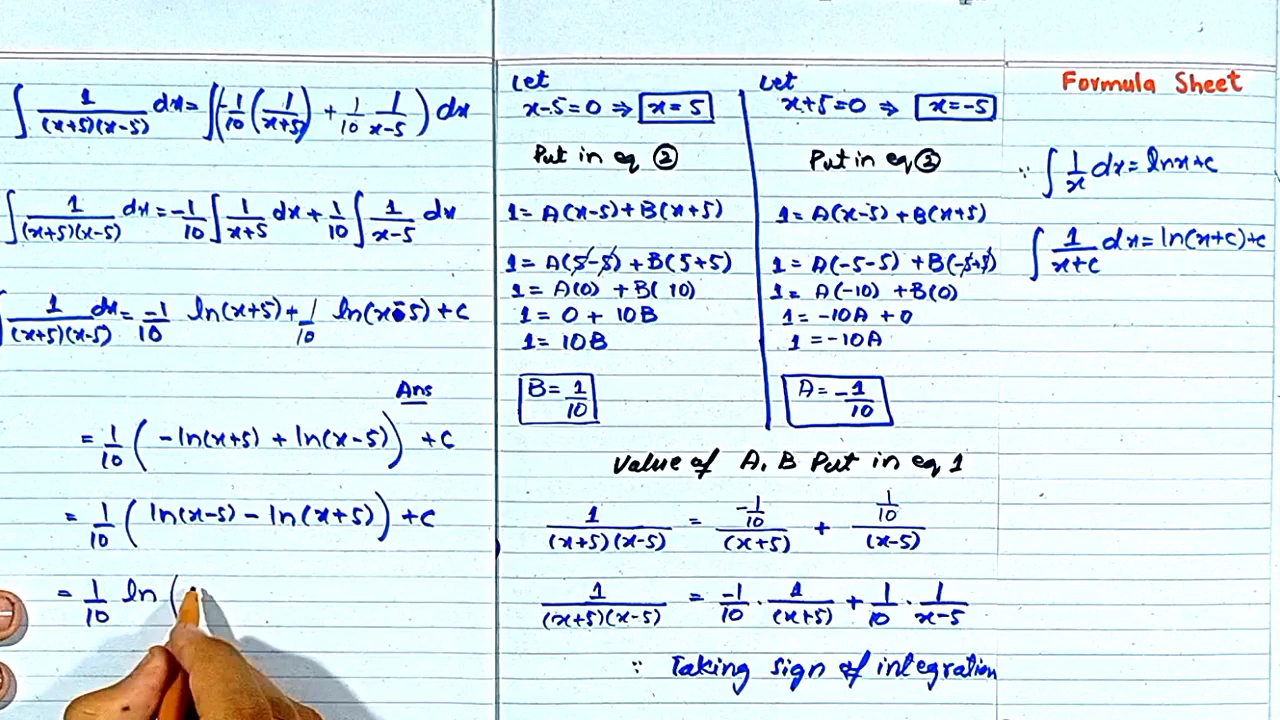 ∫ 1/((x+5)(x-5)) dx = ∫(-1/10 (1/(x+5)) + 1/10 1/(x-5)) dx
∫ 1/((x+5)(x-5)) dx = -1/10 ∫ 1/(x+5) dx + 1/10 ∫ 1/(x-5) dx
∫ 1/((x+5)(x-5)) dx = -1/10 ln(x+5) + 1/10 ln(x-5) + c
Ans
= 1/10 ( -ln(x+5) + ln(x-5) ) + c
= 1/10 ( ln(x-5) - ln(x+5) ) + c
= 1/10 ln (
Let
x-5=0 ⇒ x=5
Put in eq ②
1 = A(x-5) + B(x+5)
1 = A(5-5) + B(5+5)
1 = A(0) + B(10)
1 = 0 + 10B
1 = 10B
B = 1/10
Let
x+5=0 ⇒ x=-5
Put in eq ②
1 = A(x-5) + B(x+5)
1 = A(-5-5) + B(-5+5)
1 = A(-10) + B(0)
1 = -10A + 0
1 = -10A
A = -1/10
Value of A, B Put in eq 1
1/((x+5)(x-5)) = (-1/10)/(x+5) + (1/10)/(x-5)
1/((x+5)(x-5)) = -1/10 · 1/(x+5) + 1/10 · 1/(x-5)
∵ Taking sign of integration
Formula Sheet
∵ ∫ 1/x dx = lnx+c
∫ 1/(x+c) dx = ln(x+c)+c